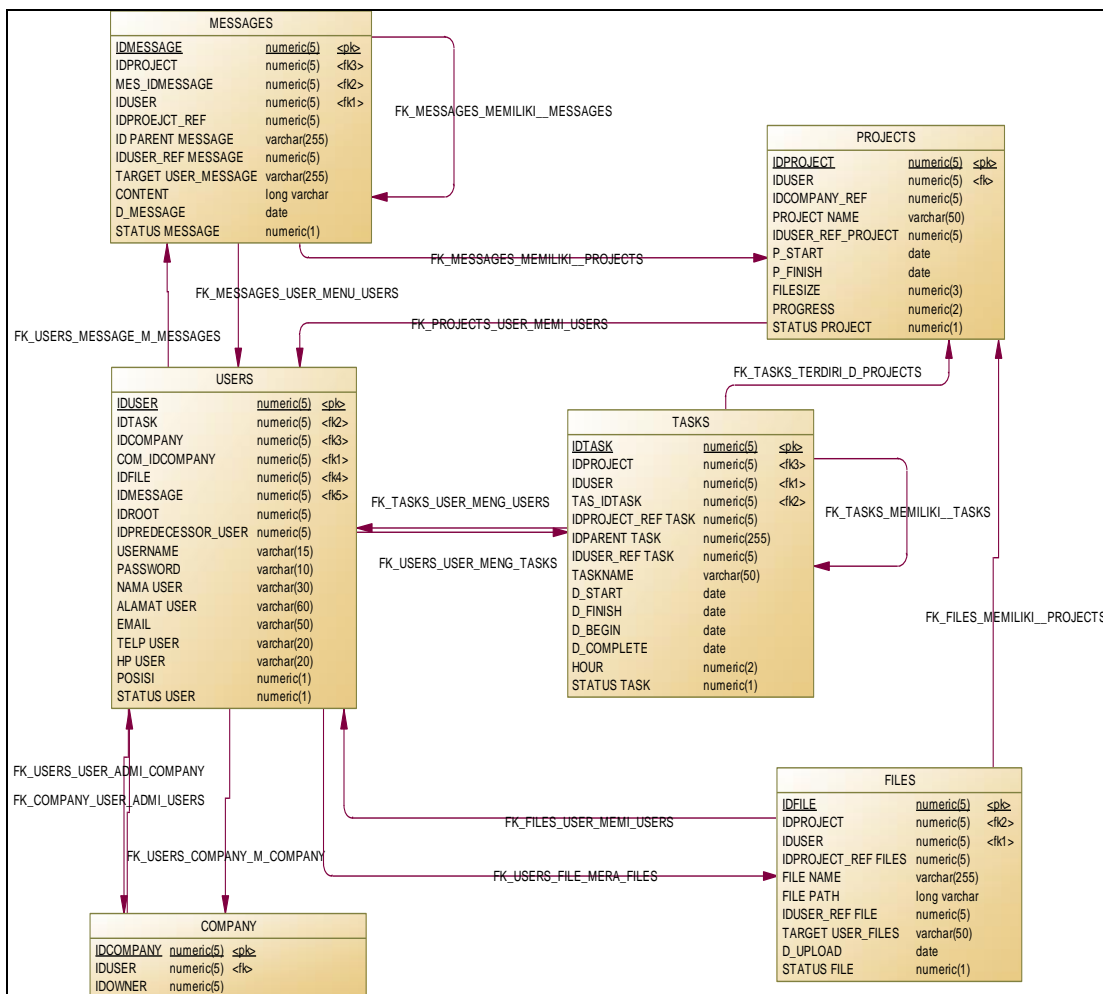 MESSAGES
IDMESSAGE numeric(5) <pk>
IDPROJECT numeric(5) <fk3>
MES_IDMESSAGE numeric(5) <fk2>
IDUSER numeric(5) <fk1>
IDPROEJCT_REF numeric(5)
ID PARENT MESSAGE varchar(255)
IDUSER_REF MESSAGE numeric(5)
TARGET USER_MESSAGE varchar(255)
CONTENT long varchar
D_MESSAGE date
STATUS MESSAGE numeric(1)
FK_MESSAGES_MEMILIKI__MESSAGES
PROJECTS
IDPROJECT numeric(5) <pk>
IDUSER numeric(5) <fk>
IDCOMPANY_REF numeric(5)
PROJECT NAME varchar(50)
IDUSER_REF_PROJECT numeric(5)
P_START date
P_FINISH date
FILESIZE numeric(3)
PROGRESS numeric(2)
STATUS PROJECT numeric(1)
FK_MESSAGES_MEMILIKI__PROJECTS
FK_MESSAGES_USER_MENU_USERS
FK_PROJECTS_USER_MEMI_USERS
FK_USERS_MESSAGE_M_MESSAGES
FK_TASKS_TERDIRI_D_PROJECTS
USERS
IDUSER numeric(5) <pk>
IDTASK numeric(5) <fk2>
IDCOMPANY numeric(5) <fk3>
COM_IDCOMPANY numeric(5) <fk1>
IDFILE numeric(5) <fk4>
IDMESSAGE numeric(5) <fk5>
IDROOT numeric(5)
IDPREDECESSOR_USER numeric(5)
USERNAME varchar(15)
PASSWORD varchar(10)
NAMA USER varchar(30)
ALAMAT USER varchar(60)
EMAIL varchar(50)
TELP USER varchar(20)
HP USER varchar(20)
POSISI numeric(1)
STATUS USER numeric(1)
FK_TASKS_USER_MENG_USERS
FK_USERS_USER_MENG_TASKS
TASKS
IDTASK numeric(5) <pk>
IDPROJECT numeric(5) <fk3>
IDUSER numeric(5) <fk1>
TAS_IDTASK numeric(5) <fk2>
IDPROJECT_REF TASK numeric(5)
IDPARENT TASK numeric(255)
IDUSER_REF TASK numeric(5)
TASKNAME varchar(50)
D_START date
D_FINISH date
D_BEGIN date
D_COMPLETE date
HOUR numeric(2)
STATUS TASK numeric(1)
FK_TASKS_MEMILIKI__TASKS
FK_FILES_MEMILIKI__PROJECTS
FK_USERS_USER_ADMI_COMPANY
FK_COMPANY_USER_ADMI_USERS
FK_USERS_COMPANY_M_COMPANY
FK_FILES_USER_MEMI_USERS
FK_USERS_FILE_MERA_FILES
FILES
IDFILE numeric(5) <pk>
IDPROJECT numeric(5) <fk2>
IDUSER numeric(5) <fk1>
IDPROJECT_REF FILES numeric(5)
FILE NAME varchar(255)
FILE PATH long varchar
IDUSER_REF FILE numeric(5)
TARGET USER_FILES varchar(50)
D_UPLOAD date
STATUS FILE numeric(1)
COMPANY
IDCOMPANY numeric(5) <pk>
IDUSER numeric(5) <fk>
IDOWNER numeric(5)